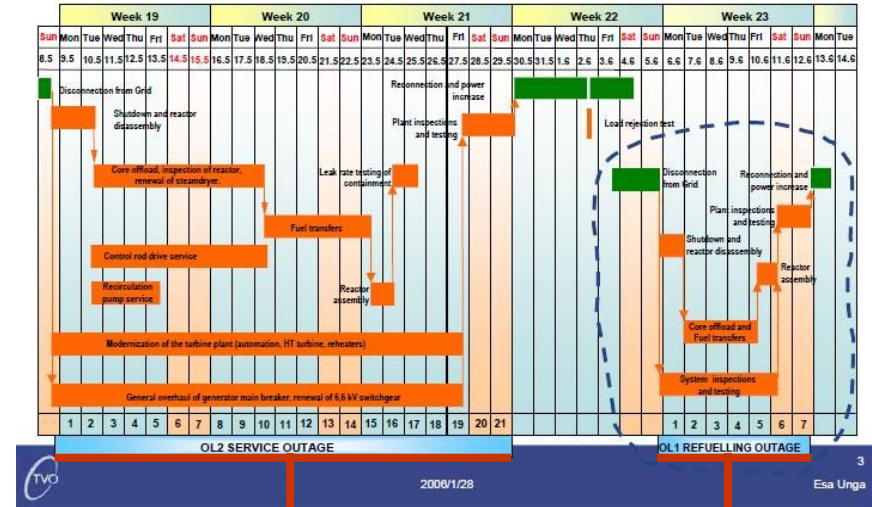 Week 19 Week 20 Week 21 Week 22 Week 23
Sun Mon Tue Wed Thu Fri Sat Sun Mon Tue Wed Thu Fri Sat Sun Mon Tue Wed Thu Fri Sat Sun Mon Tue Wed Thu Fri Sat Sun Mon Tue Wed Thu Fri Sat Sun Mon Tue
8.5 9.5 10.5 11.5 12.5 13.5 14.5 15.5 16.5 17.5 18.5 19.5 20.5 21.5 22.5 23.5 24.5 25.5 26.5 27.5 28.5 29.5 30.5 31.5 1.6 2.6 3.6 4.6 5.6 6.6 7.6 8.6 9.6 10.6 11.6 12.6 13.6 14.6
Disconnection from Grid
Reconnection and power
increase
Shutdown and reactor
disassembly
Plant inspections
and testing
Load rejection test
Core offload, inspection of reactor,
renewal of steamdryer.
Leak rate testing of
containment
Disconnection
from Grid
Reconnection and
power increase
Fuel transfers
Plant inspections
and testing
Control rod drive service
Shutdown and
reactor disassembly
Recirculation
pump service
Reactor
assembly
Reactor
assembly
Core offload and
Fuel transfers
Modernization of the turbine plant (automation, HT turbine, reheaters)
System inspections
and testing
General overhaul of generator main breaker, renewal of 6,6 kV switchgear
1 2 3 4 5 6 7 8 9 10 11 12 13 14 15 16 17 18 19 20 21 1 2 3 4 5 6 7
OL2 SERVICE OUTAGE OL1 REFUELLING OUTAGE
3
TVO 2006/1/28 Esa Unga